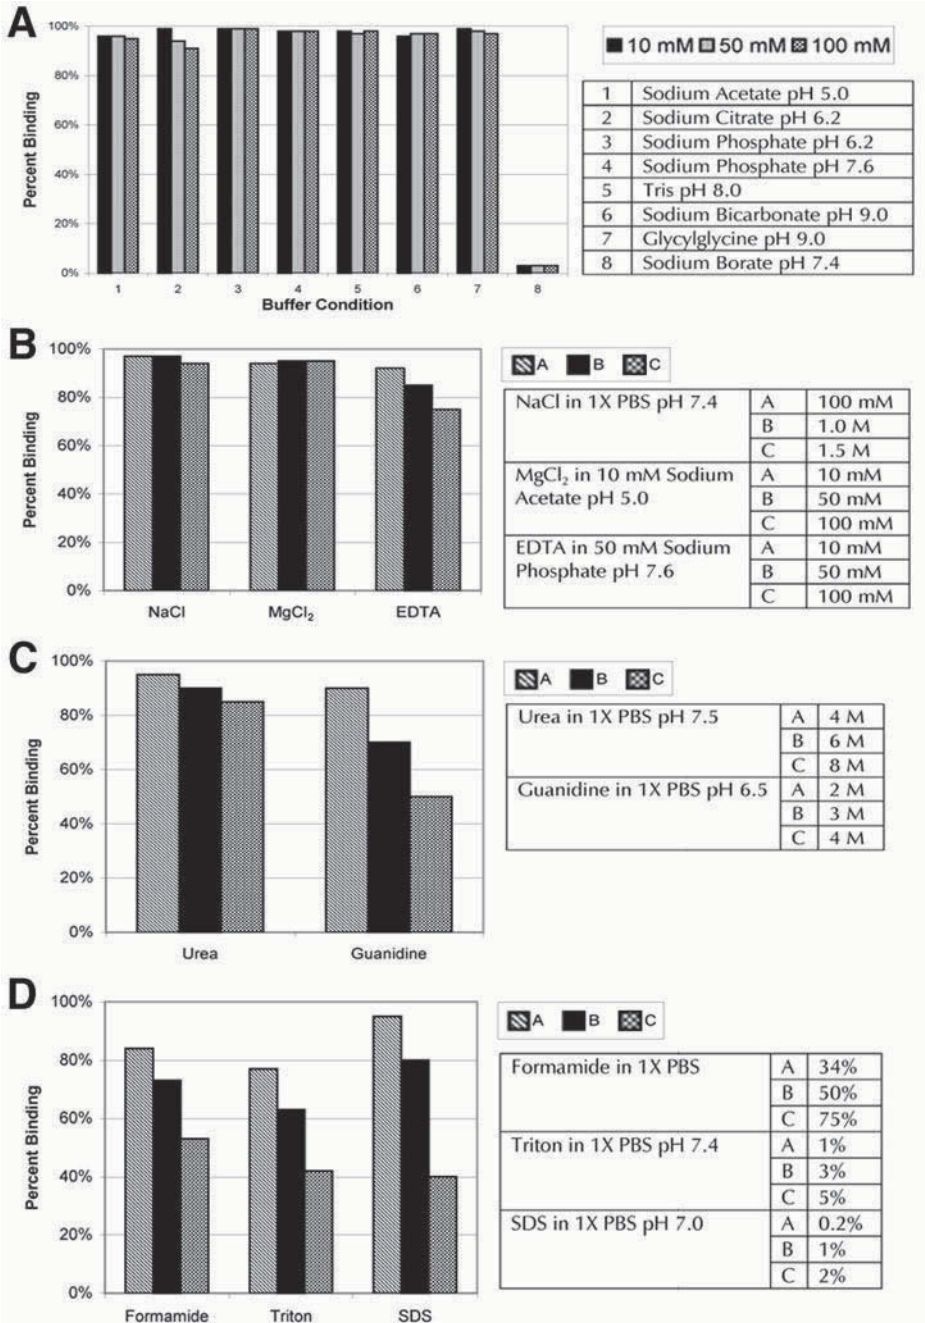 A
100%
80%
60%
40%
20%
0%
Percent Binding
1 2 3 4 5 6 7 8
Buffer Condition
10 mM 50 mM 100 mM
1 Sodium Acetate pH 5.0
2 Sodium Citrate pH 6.2
3 Sodium Phosphate pH 6.2
4 Sodium Phosphate pH 7.6
5 Tris pH 8.0
6 Sodium Bicarbonate pH 9.0
7 Glycylglycine pH 9.0
8 Sodium Borate pH 7.4
B
100%
80%
60%
40%
20%
0%
Percent Binding
NaCl MgCl₂ EDTA
A B C
NaCl in 1X PBS pH 7.4 A 100 mM
B 1.0 M
C 1.5 M
MgCl₂ in 10 mM Sodium A 10 mM
Acetate pH 5.0 B 50 mM
C 100 mM
EDTA in 50 mM Sodium A 10 mM
Phosphate pH 7.6 B 50 mM
C 100 mM
C
100%
80%
60%
40%
20%
0%
Percent Binding
Urea Guanidine
A B C
Urea in 1X PBS pH 7.5 A 4 M
B 6 M
C 8 M
Guanidine in 1X PBS pH 6.5 A 2 M
B 3 M
C 4 M
D
100%
80%
60%
40%
20%
0%
Percent Binding
Formamide Triton SDS
A B C
Formamide in 1X PBS A 34%
B 50%
C 75%
Triton in 1X PBS pH 7.4 A 1%
B 3%
C 5%
SDS in 1X PBS pH 7.0 A 0.2%
B 1%
C 2%